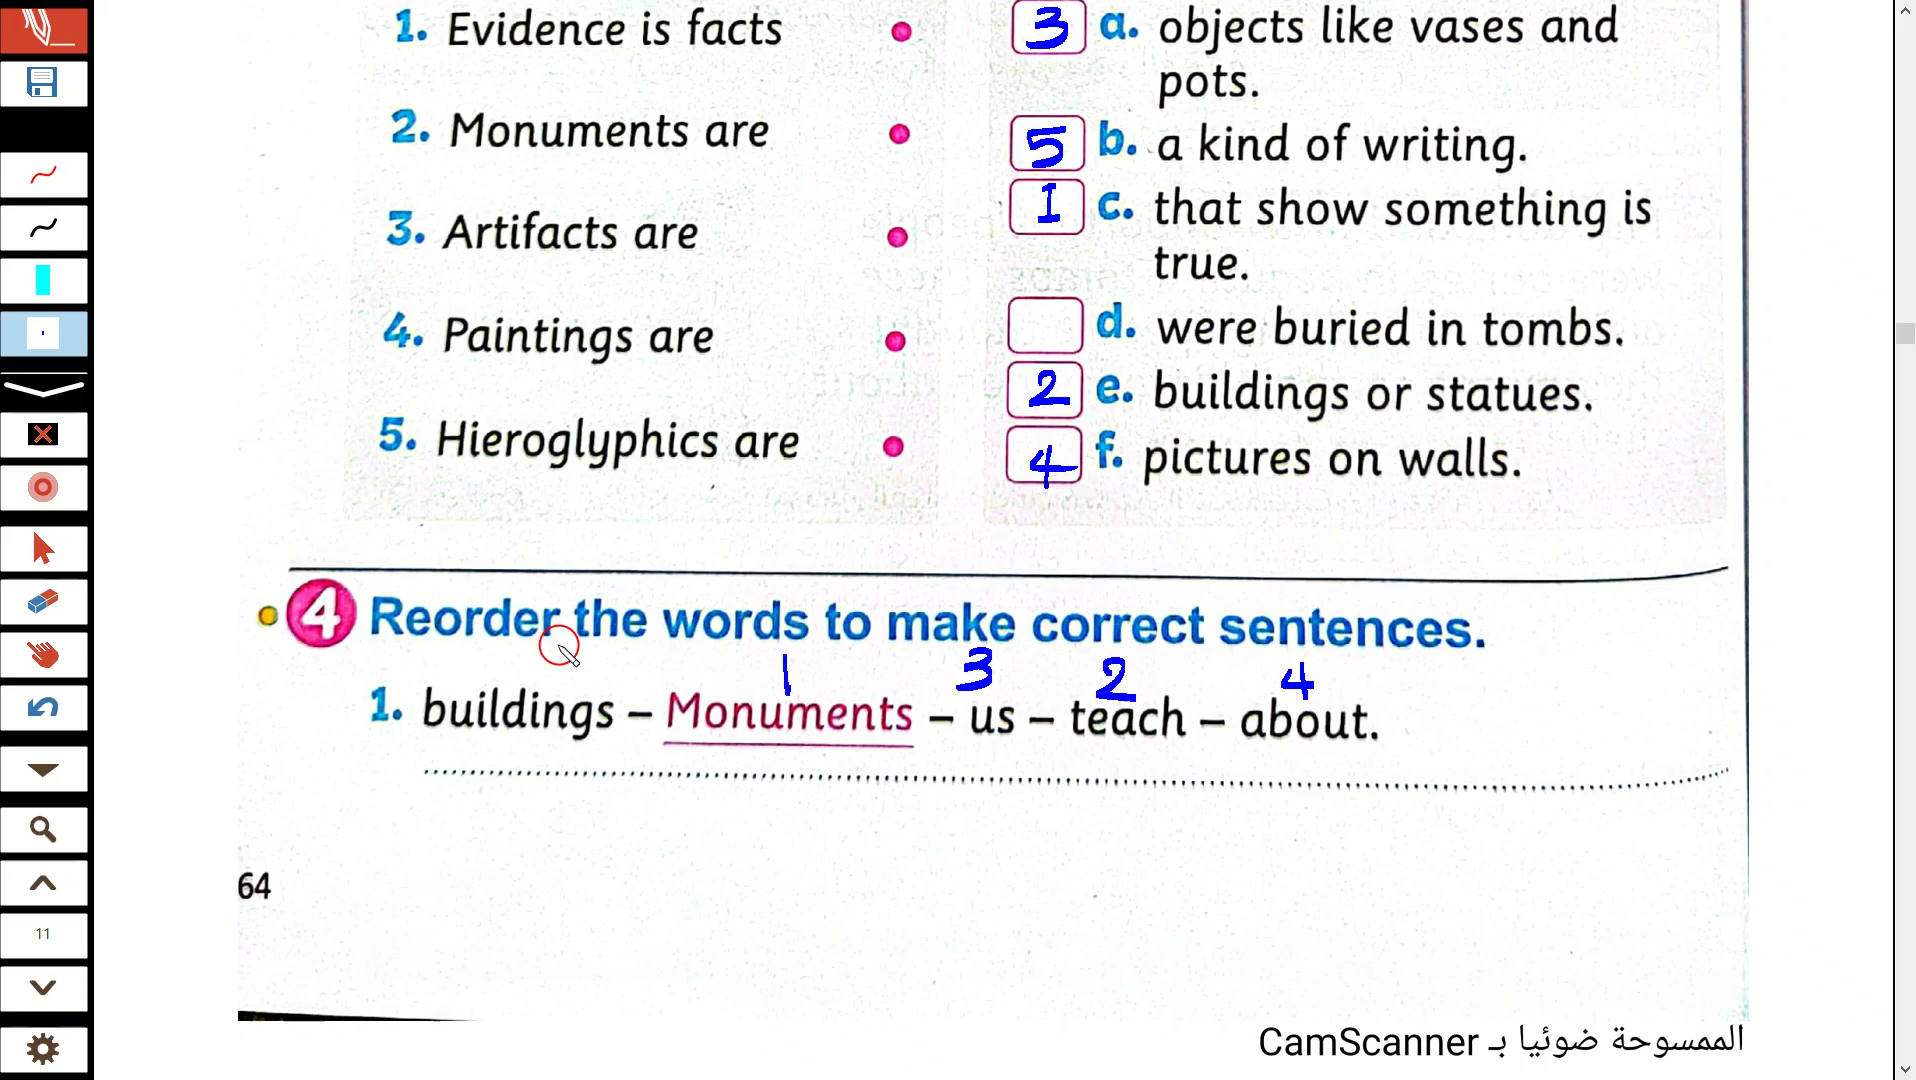 1. Evidence is facts
2. Monuments are
3. Artifacts are
4. Paintings are
5. Hieroglyphics are
3 a. objects like vases and
pots.
5 b. a kind of writing.
1 c. that show something is
true.
d. were buried in tombs.
2 e. buildings or statues.
4 f. pictures on walls.
4 Reorder the words to make correct sentences.
1 3 2 4
1. buildings – Monuments – us – teach – about.
64
11
الممسوحة ضوئيا بـ CamScanner